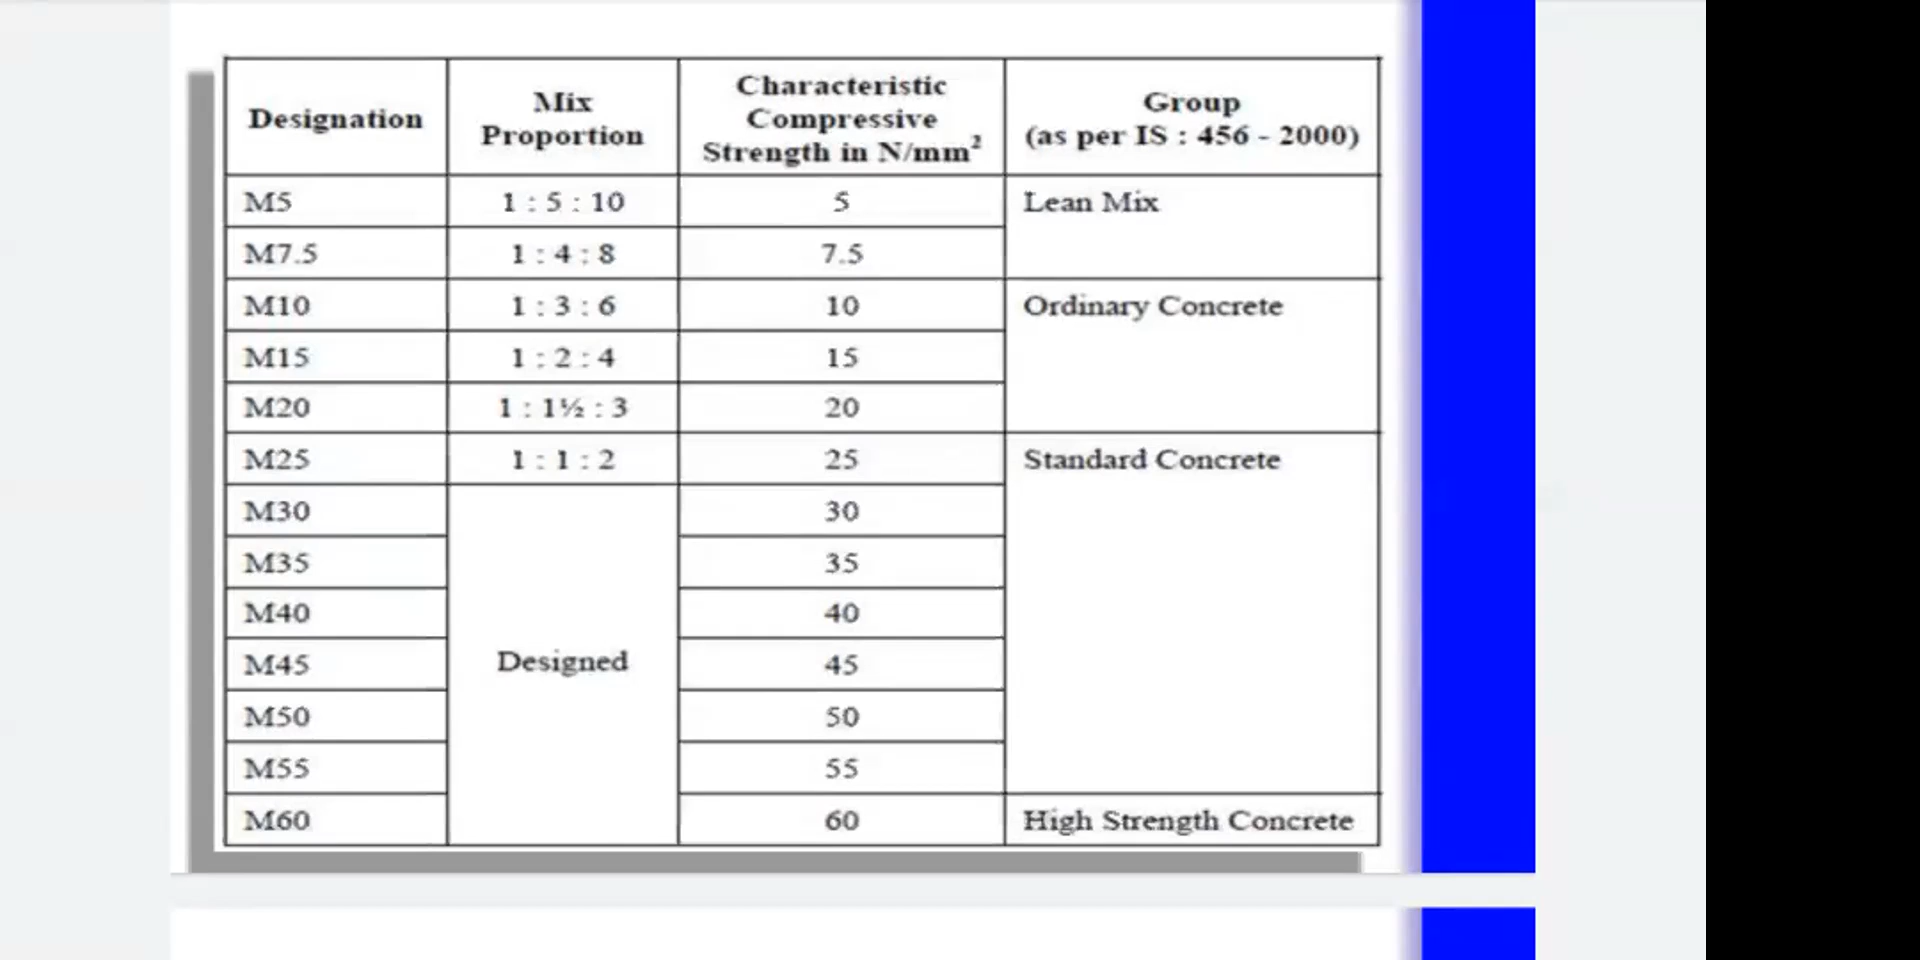 Designation
Mix
Proportion
Characteristic
Compressive
Strength in N/mm²
Group
(as per IS : 456 - 2000)
M5
1 : 5 : 10
5
Lean Mix
M7.5
1 : 4 : 8
7.5
M10
1 : 3 : 6
10
Ordinary Concrete
M15
1 : 2 : 4
15
M20
1 : 1½ : 3
20
M25
1 : 1 : 2
25
Standard Concrete
M30
30
M35
35
M40
40
M45
Designed
45
M50
50
M55
55
M60
60
High Strength Concrete